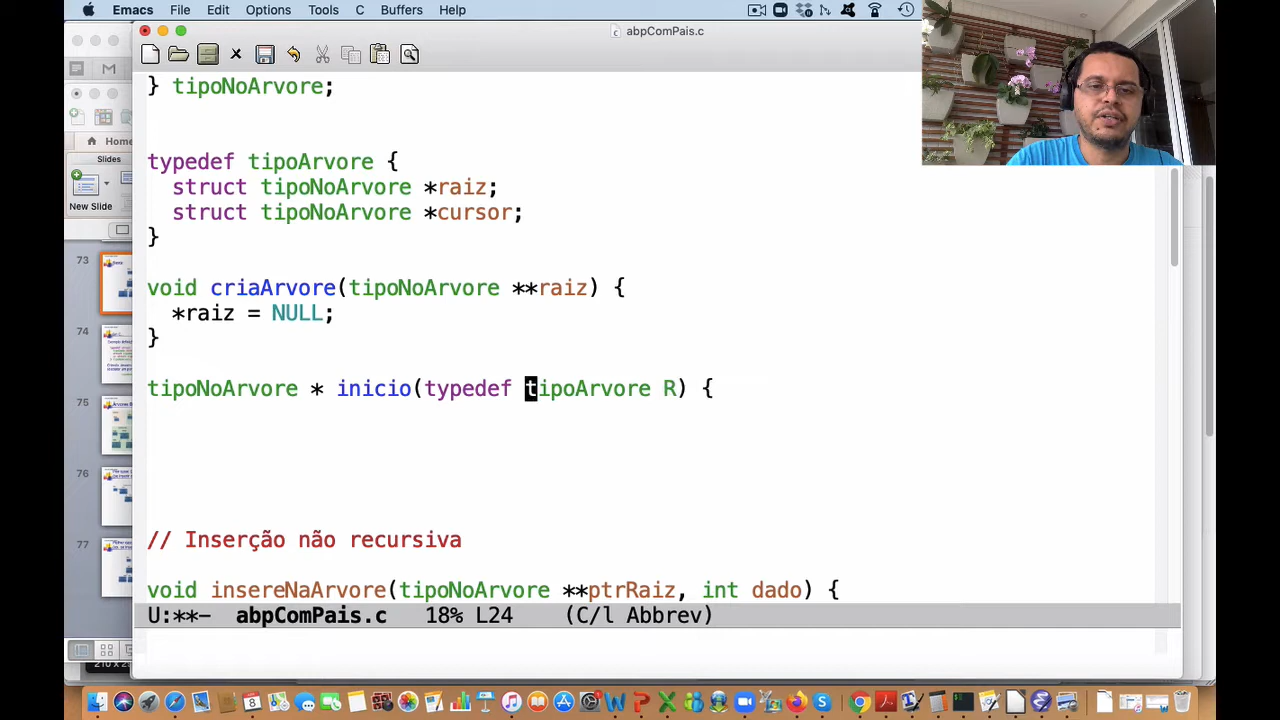 Emacs File Edit Options Tools C Buffers Help
abpComPais.c
} tipoNoArvore;
typedef tipoArvore {
struct tipoNoArvore *raiz;
struct tipoNoArvore *cursor;
}
void criaArvore(tipoNoArvore **raiz) {
*raiz = NULL;
}
tipoNoArvore * inicio(typedef tipoArvore R) {
// Inserção não recursiva
void insereNaArvore(tipoNoArvore **ptrRaiz, int dado) {
U:**- abpComPais.c 18% L24 (C/l Abbrev)
Home
Slides
New Slide
73
74
75
76
77